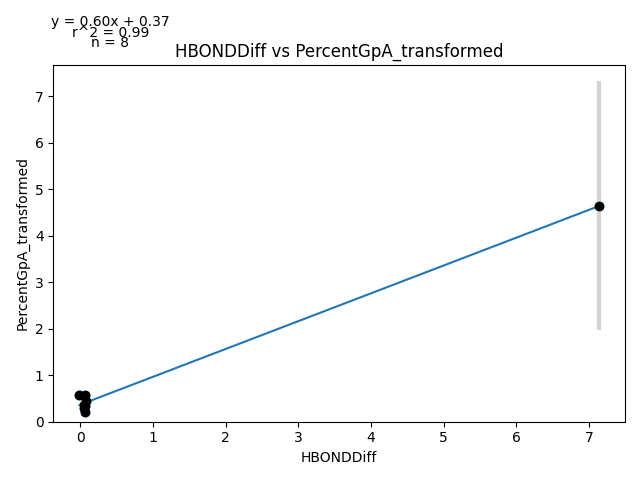 y = 0.60x + 0.37
r^2 = 0.99
n = 8
HBONDDiff vs PercentGpA_transformed
PercentGpA_transformed
7
6
5
4
3
2
1
0
0 1 2 3 4 5 6 7
HBONDDiff